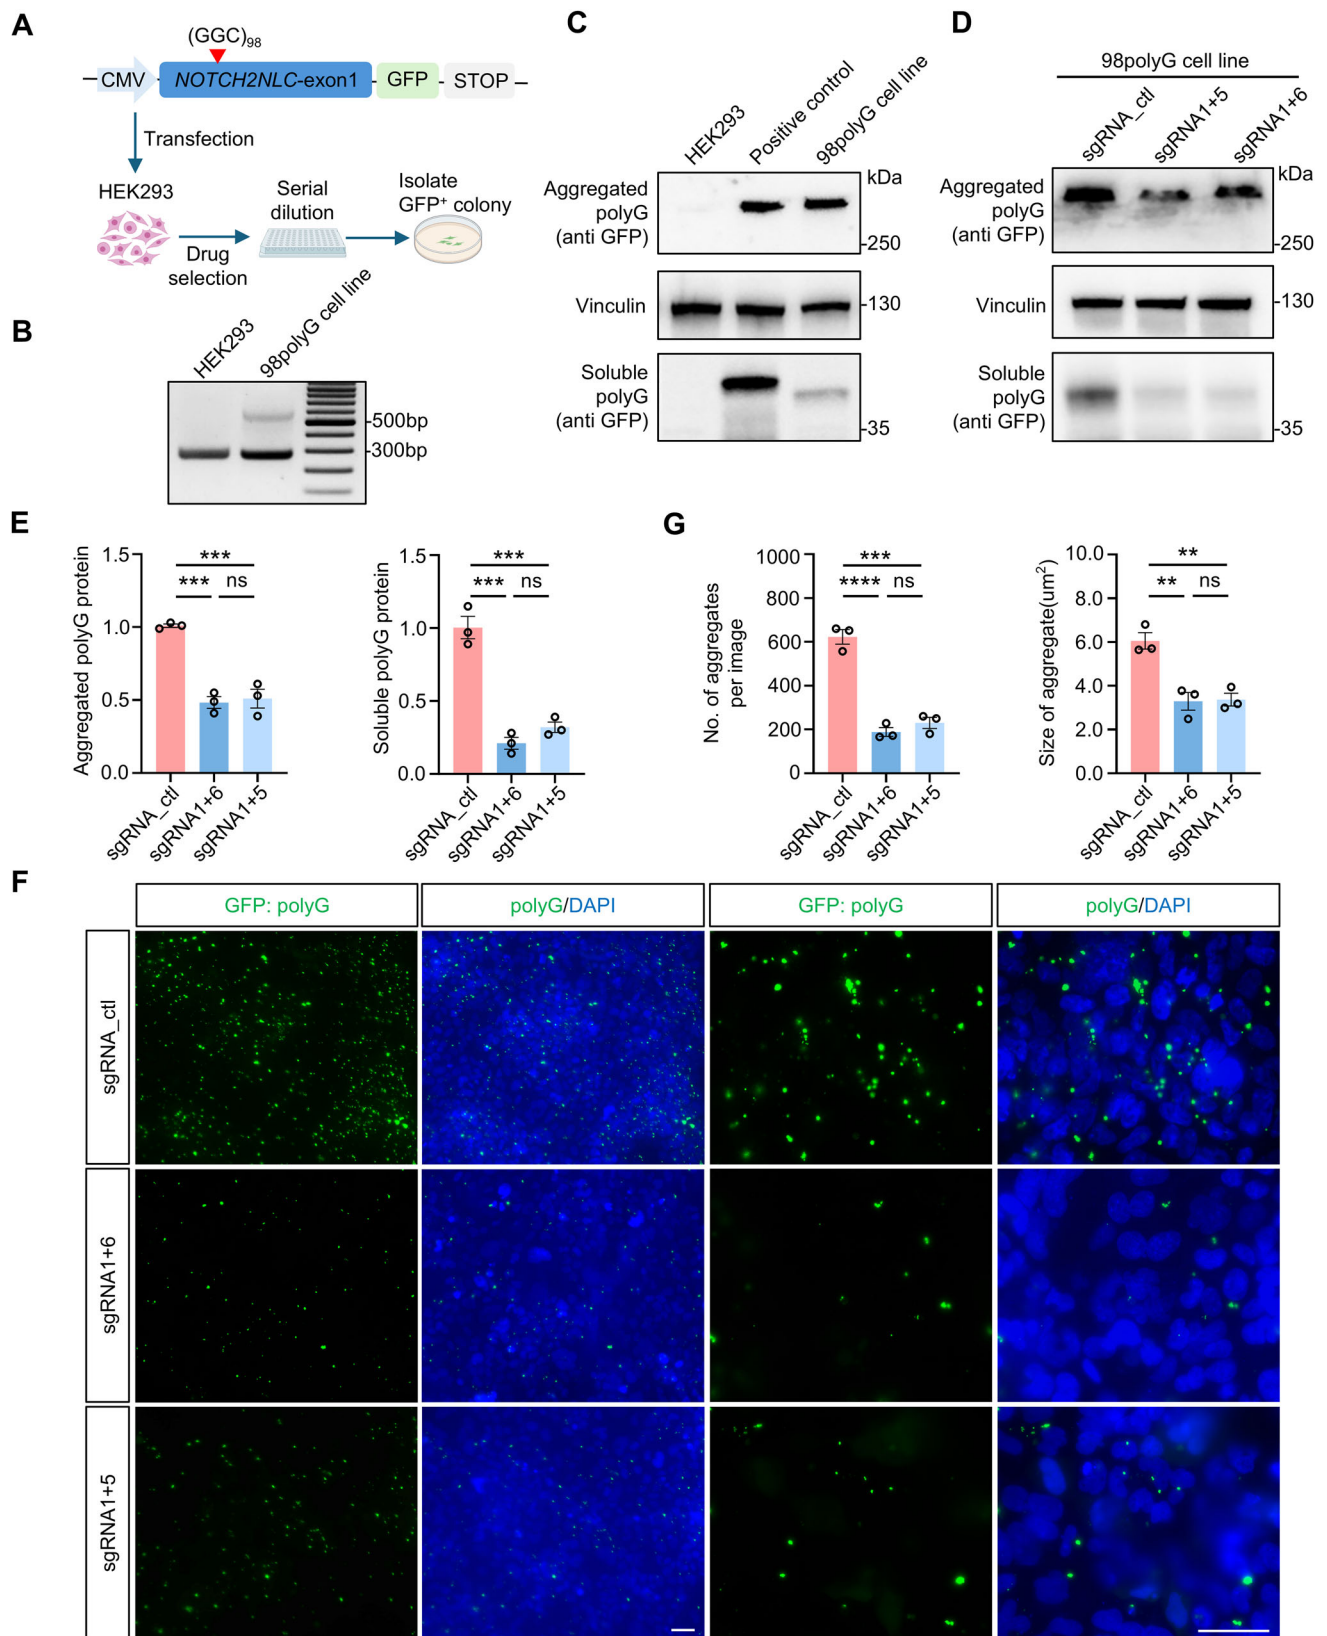 A
(GGC)98
CMV
NOTCH2NLC-exon1
GFP
STOP
Transfection
HEK293
Drug
selection
Serial
dilution
Isolate
GFP+ colony
B
HEK293
98polyG cell line
-500bp
-300bp
C
HEK293
Positive control
98polyG cell line
kDa
Aggregated
polyG
(anti GFP)
-250
Vinculin
-130
Soluble
polyG
(anti GFP)
-35
D
98polyG cell line
sgRNA_ctl
sgRNA1+5
sgRNA1+6
kDa
Aggregated
polyG
(anti GFP)
-250
Vinculin
-130
Soluble
polyG
(anti GFP)
-35
E
Aggregated polyG protein
1.5
1.0
0.5
0.0
***
*** ns
sgRNA_ctl
sgRNA1+6
sgRNA1+5
Soluble polyG protein
1.5
1.0
0.5
0.0
***
*** ns
sgRNA_ctl
sgRNA1+6
sgRNA1+5
G
No. of aggregates
per image
1000
800
600
400
200
0
***
**** ns
sgRNA_ctl
sgRNA1+6
sgRNA1+5
Size of aggregate(um2)
10.0
8.0
6.0
4.0
2.0
0.0
**
** ns
sgRNA_ctl
sgRNA1+6
sgRNA1+5
F
GFP: polyG
polyG/DAPI
GFP: polyG
polyG/DAPI
sgRNA_ctl
sgRNA1+6
sgRNA1+5